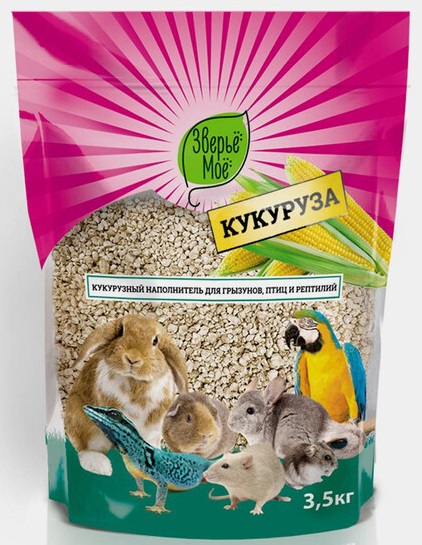 Зверьё
Моё
КУКУРУЗА
КУКУРУЗНЫЙ НАПОЛНИТЕЛЬ ДЛЯ ГРЫЗУНОВ, ПТИЦ И РЕПТИЛИЙ
3,5кг